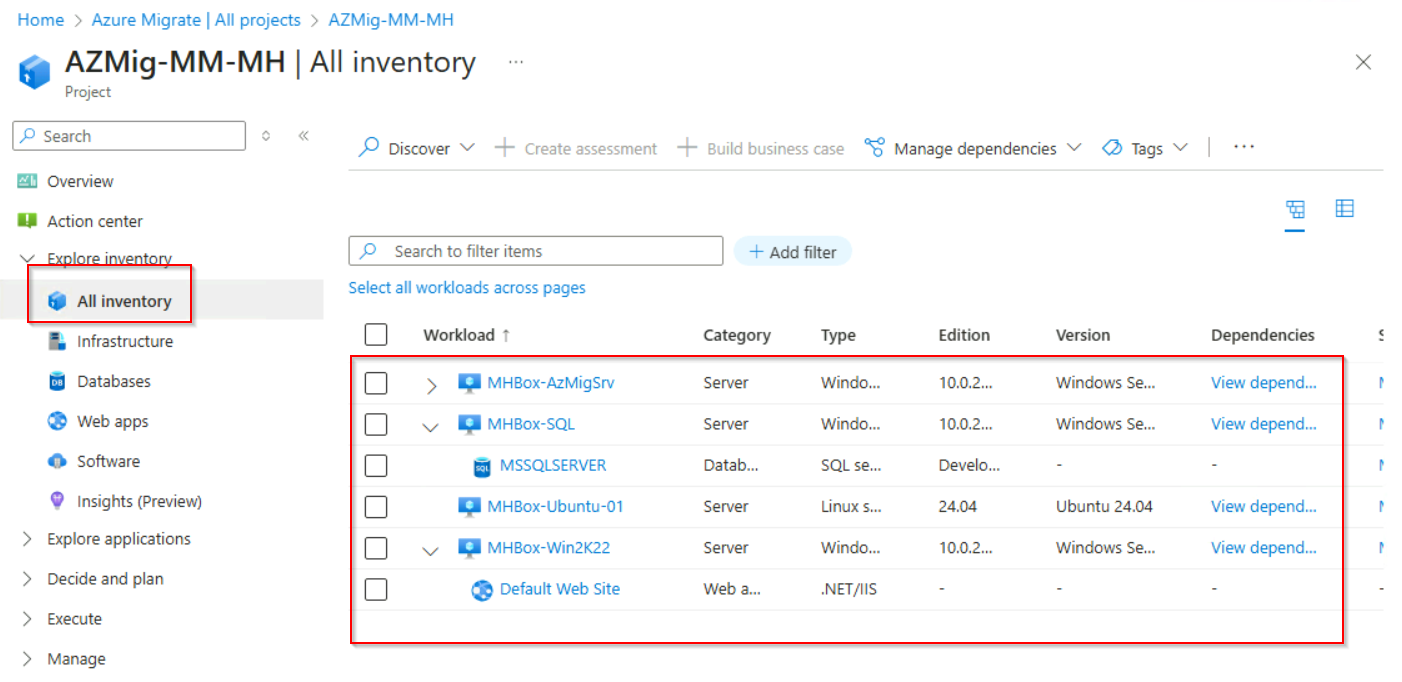 Home > Azure Migrate | All projects > AZMig-MM-MH
AZMig-MM-MH | All inventory ...
Project
Search
Overview
Action center
Explore inventory
All inventory
Infrastructure
Databases
Web apps
Software
Insights (Preview)
Explore applications
Decide and plan
Execute
Manage
Discover + Create assessment + Build business case Manage dependencies Tags | ...
Search to filter items + Add filter
Select all workloads across pages
Workload ↑ Category Type Edition Version Dependencies
MHBox-AzMigSrv Server Windo... 10.0.2... Windows Se... View depend...
MHBox-SQL Server Windo... 10.0.2... Windows Se... View depend...
SQL MSSQLSERVER Datab... SQL se... Develo... - -
MHBox-Ubuntu-01 Server Linux s... 24.04 Ubuntu 24.04 View depend...
MHBox-Win2K22 Server Windo... 10.0.2... Windows Se... View depend...
Default Web Site Web a... .NET/IIS - - -